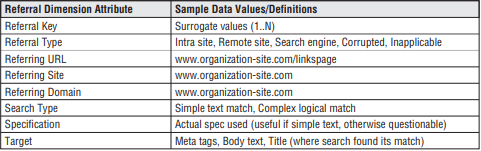 Referral Dimension Attribute Sample Data Values/Definitions
Referral Key Surrogate values (1..N)
Referral Type Intra site, Remote site, Search engine, Corrupted, Inapplicable
Referring URL www.organization-site.com/linkspage
Referring Site www.organization-site.com
Referring Domain www.organization-site.com
Search Type Simple text match, Complex logical match
Specification Actual spec used (useful if simple text, otherwise questionable)
Target Meta tags, Body text, Title (where search found its match)